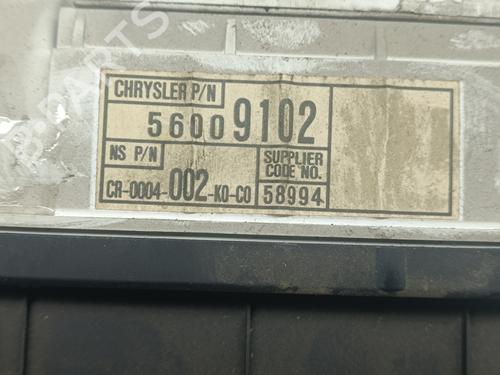 CHRYSLER P/N
56009102
NS P/N
CR-0004-002-KO-CO
SUPPLIER
CODE NO.
58994
B-PARTS